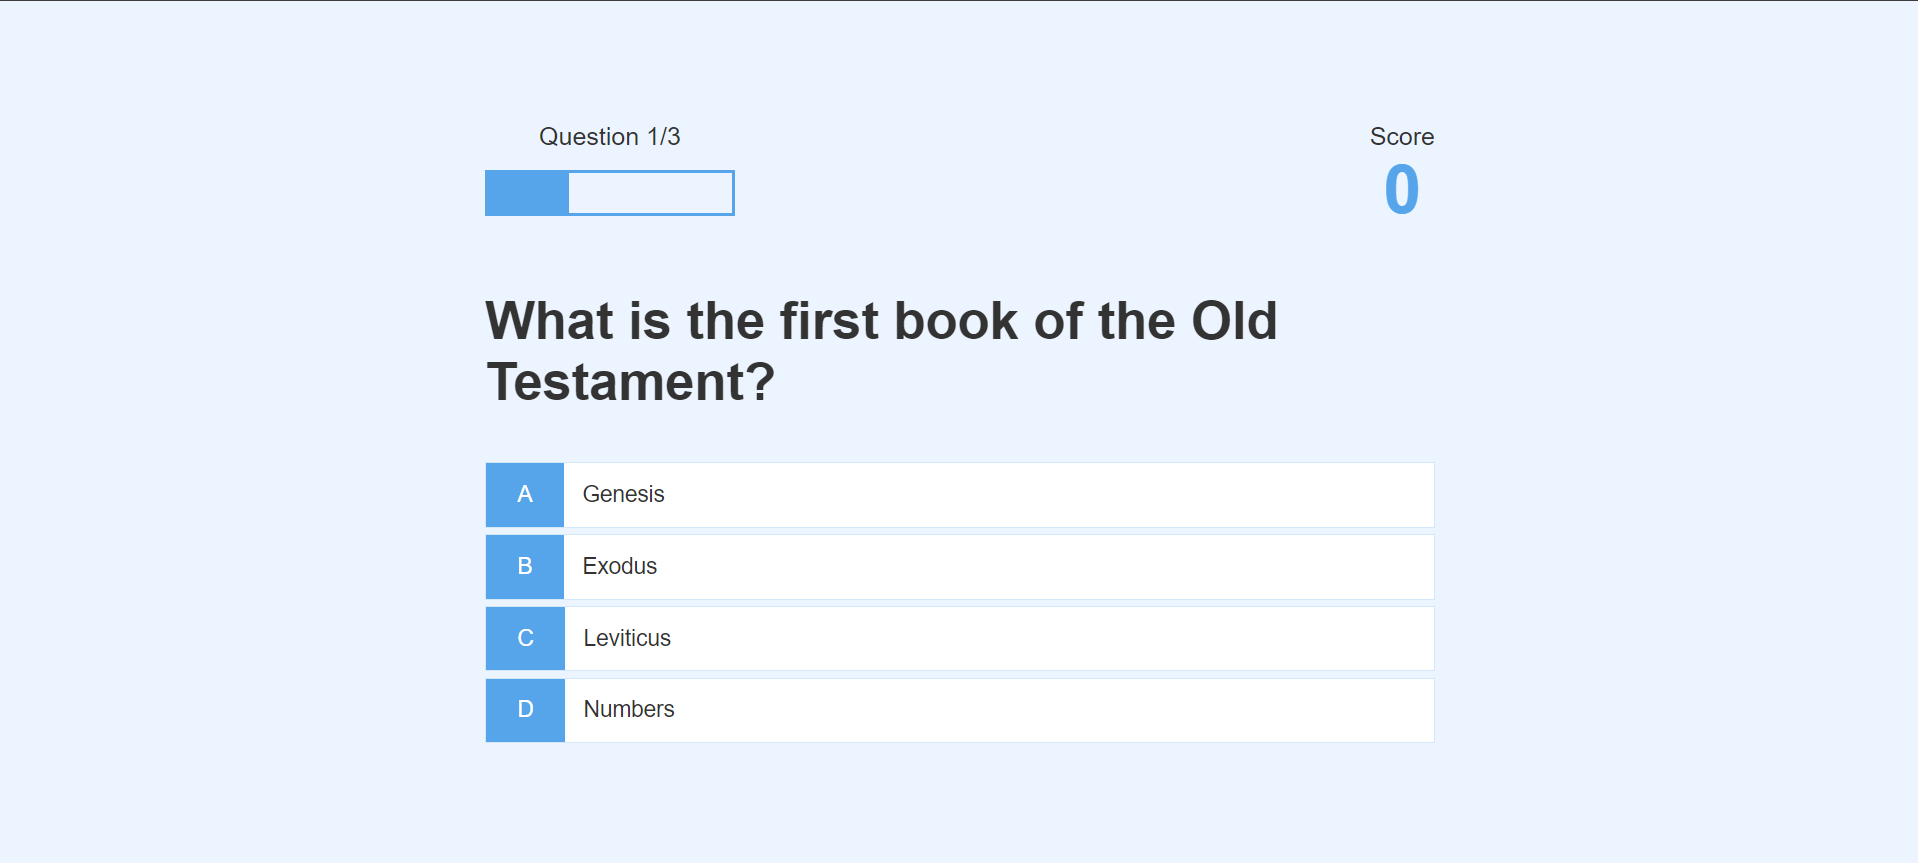 Question 1/3
Score
0
What is the first book of the Old
Testament?
A Genesis
B Exodus
C Leviticus
D Numbers